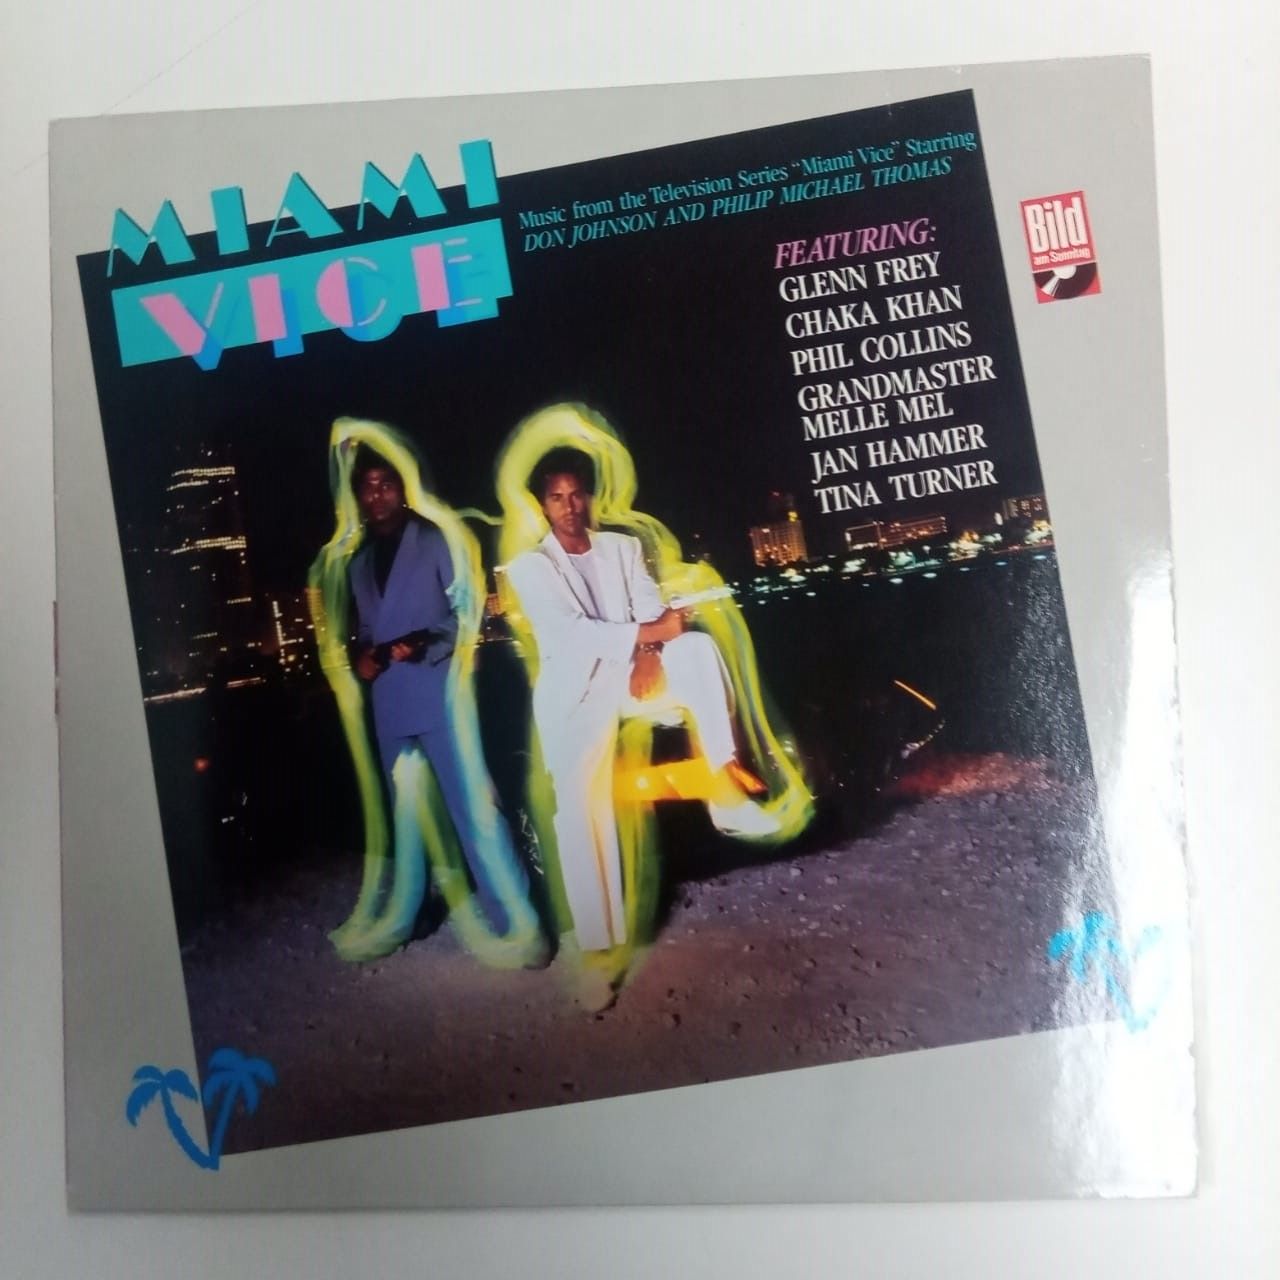 MIAMI
VICE
Music from the Television Series "Miami Vice" Starring
DON JOHNSON AND PHILIP MICHAEL THOMAS
FEATURING:
GLENN FREY
CHAKA KHAN
PHIL COLLINS
GRANDMASTER
MELLE MEL
JAN HAMMER
TINA TURNER
Bild
am Sonntag